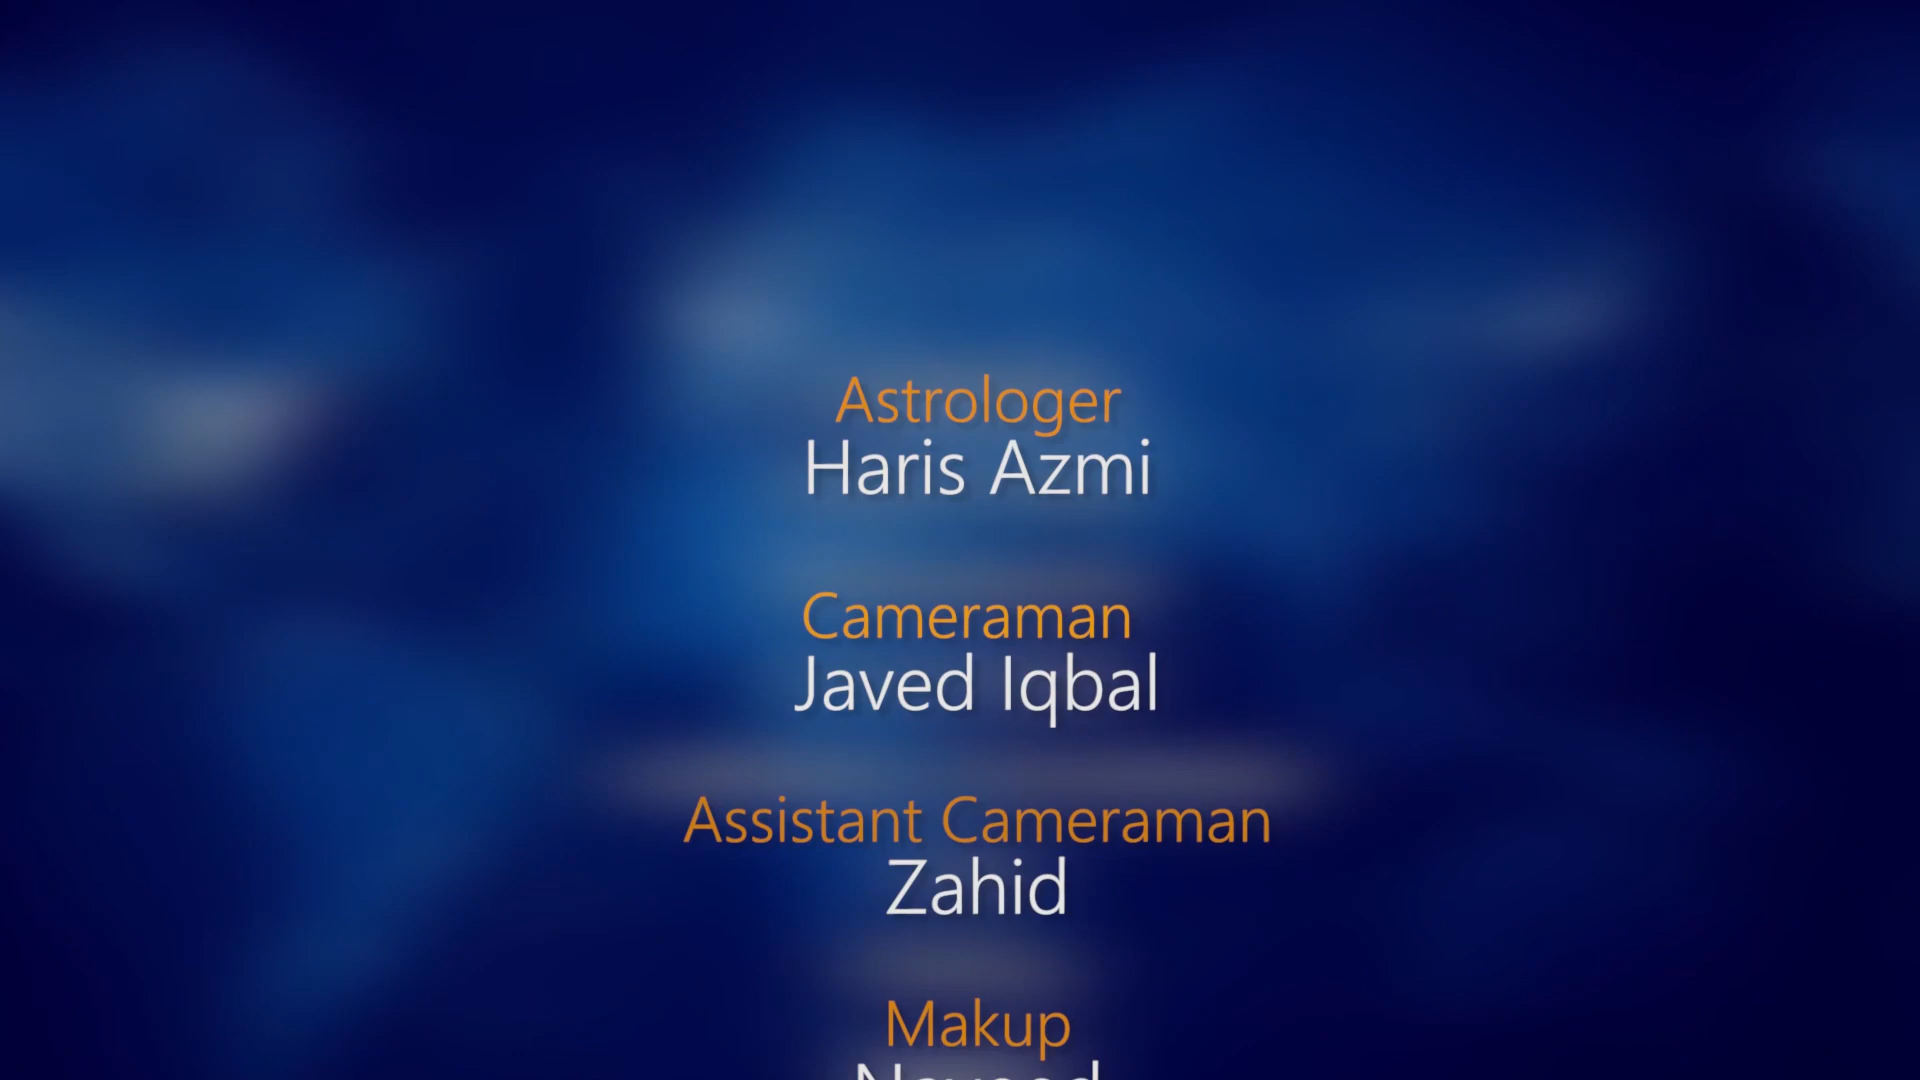 Astrologer
Haris Azmi
Cameraman
Javed Iqbal
Assistant Cameraman
Zahid
Makup